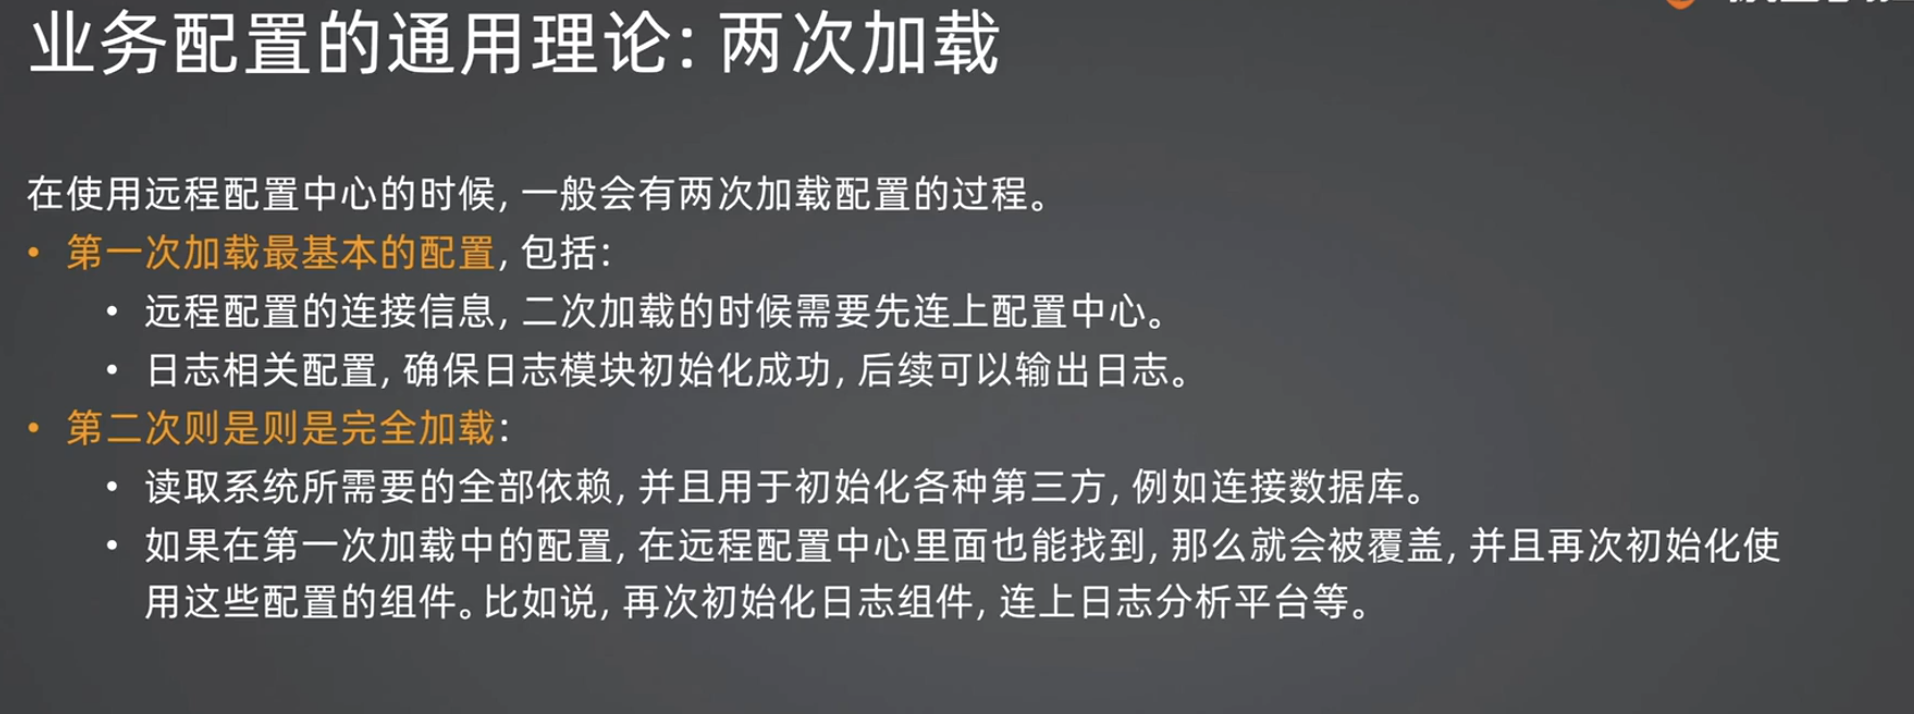 业务配置的通用理论：两次加载
在使用远程配置中心的时候，一般会有两次加载配置的过程。
• 第一次加载最基本的配置，包括：
• 远程配置的连接信息，二次加载的时候需要先连上配置中心。
• 日志相关配置，确保日志模块初始化成功，后续可以输出日志。
• 第二次则是则是完全加载：
• 读取系统所需要的全部依赖，并且用于初始化各种第三方，例如连接数据库。
• 如果在第一次加载中的配置，在远程配置中心里面也能找到，那么就会被覆盖，并且再次初始化使
用这些配置的组件。比如说，再次初始化日志组件，连上日志分析平台等。